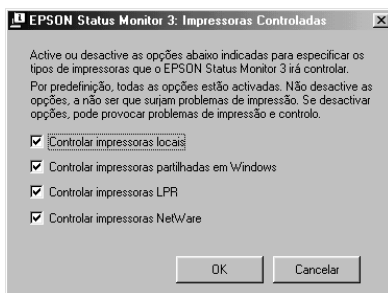 EPSON Status Monitor 3: Impressoras Controladas
Active ou desactive as opções abaixo indicadas para especificar os
tipos de impressoras que o EPSON Status Monitor 3 irá controlar.
Por predefinição, todas as opções estão activadas. Não desactive as
opções, a não ser que surjam problemas de impressão. Se desactivar
opções, pode provocar problemas de impressão e controlo.
Controlar impressoras locais
Controlar impressoras partilhadas em Windows
Controlar impressoras LPR
Controlar impressoras NetWare
OK
Cancelar